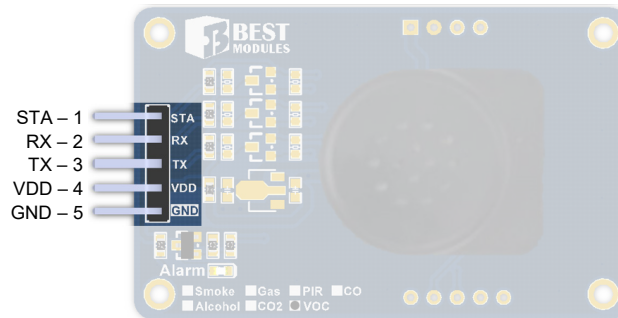 BEST
MODULES
STA – 1
RX – 2
TX – 3
VDD – 4
GND – 5
STA
RX
TX
VDD
GND
Alarm
Smoke Gas PIR CO
Alcohol CO2 VOC